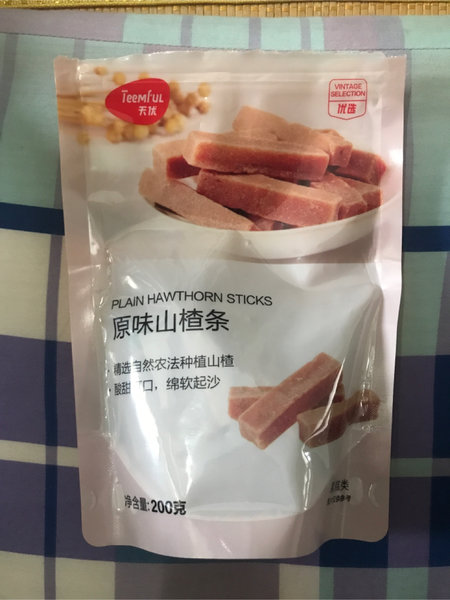 Teemful
天优
VINTAGE
SELECTION
优选
PLAIN HAWTHORN STICKS
原味山楂条
精选自然农法种植山楂
酸甜 口，绵软起沙
净含量:200克
类